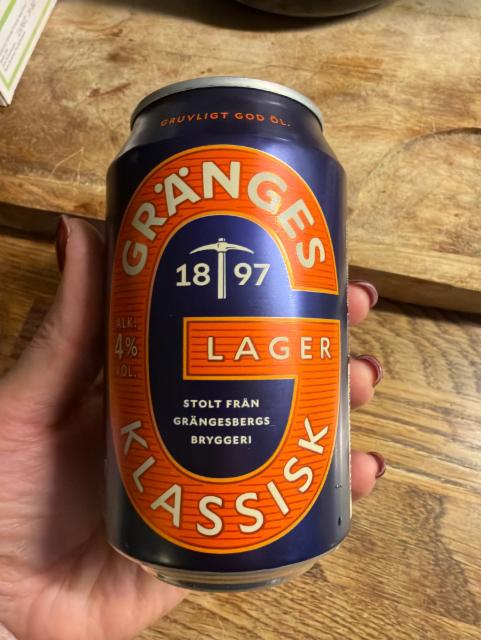 GRUVLIGT GOD ÖL.
GRÄNGES
18 97
LAGER
ALK.
4%
VOL.
STOLT FRÅN
GRÄNGESBERGS
BRYGGERI
KLASSISK